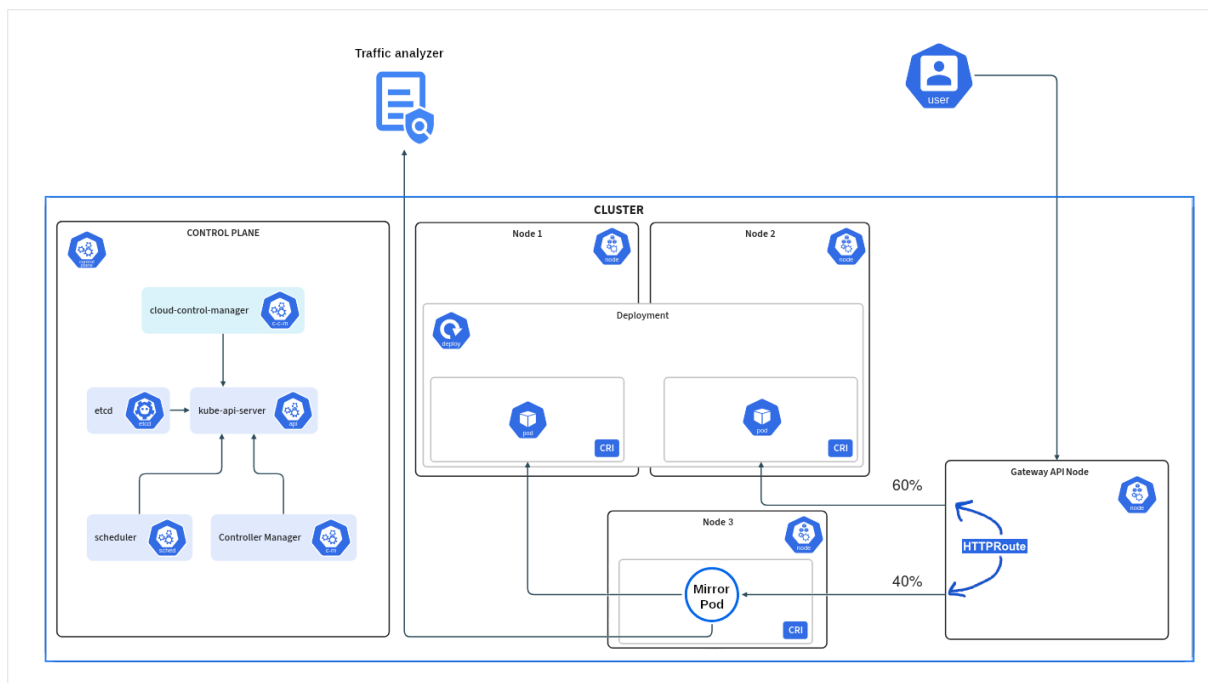 Traffic analyzer
user
CLUSTER
CONTROL PLANE
control
plane
Node 1
node
Node 2
node
cloud-control-manager
c-c-m
Deployment
deploy
etcd
etcd
kube-api-server
api
pod
CRI
pod
CRI
Gateway API Node
node
60%
HTTPRoute
40%
scheduler
sched
Controller Manager
c-m
Node 3
node
Mirror
Pod
CRI